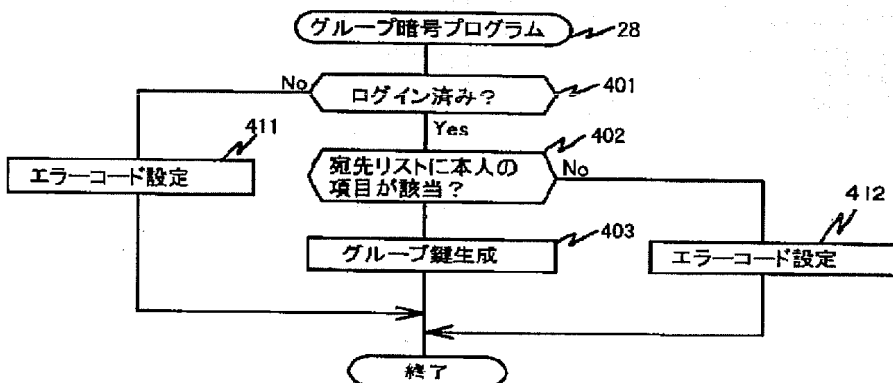 グループ暗号プログラム 28
No ログイン済み? 401
Yes
411 402
エラーコード設定 宛先リストに本人の No
項目が該当?
412
グループ鍵生成 403
エラーコード設定
終了